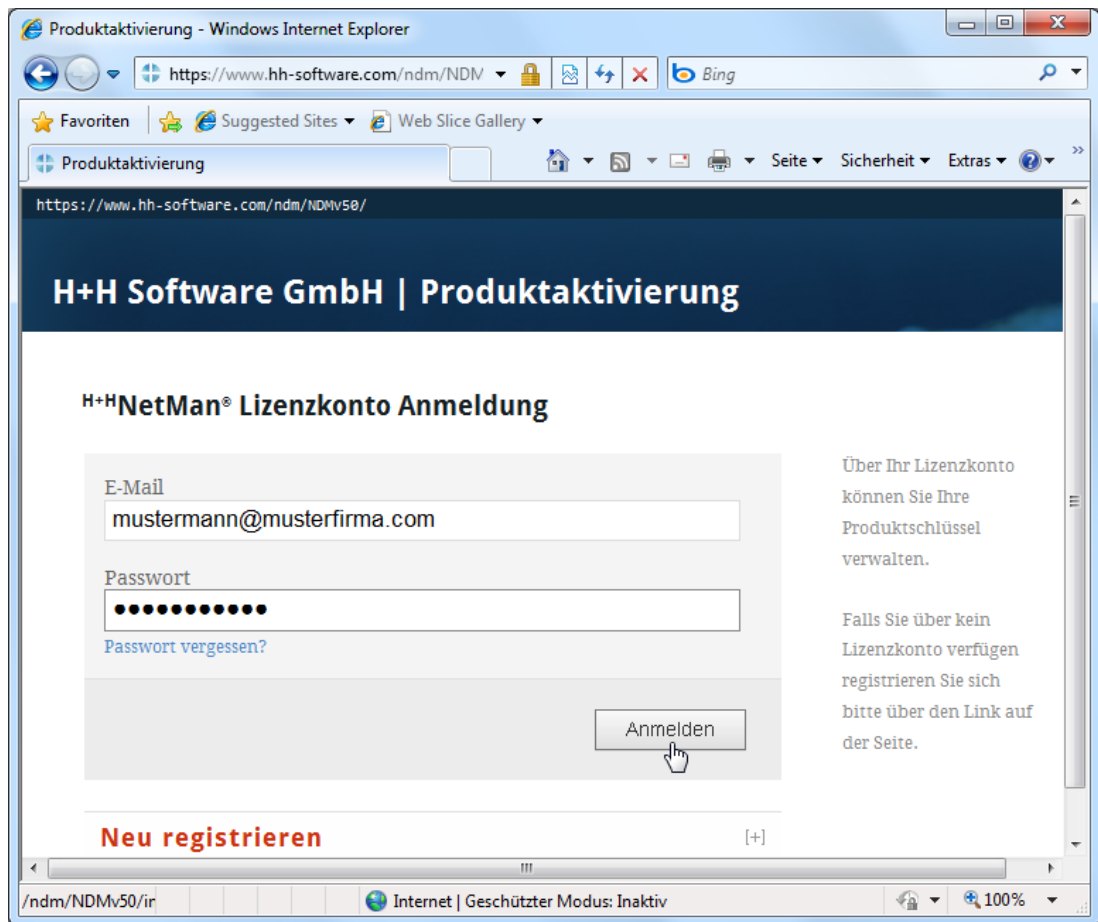 Produktaktivierung - Windows Internet Explorer
https://www.hh-software.com/ndm/NDM
Bing
Favoriten Suggested Sites Web Slice Gallery
Produktaktivierung
Seite Sicherheit Extras »
https://www.hh-software.com/ndm/NDMv50/
H+H Software GmbH | Produktaktivierung
H+HNetMan® Lizenzkonto Anmeldung
E-Mail
mustermann@musterfirma.com
Passwort
●●●●●●●●●●●
Passwort vergessen?
Anmelden
Über Ihr Lizenzkonto
können Sie Ihre
Produktschlüssel
verwalten.
Falls Sie über kein
Lizenzkonto verfügen
registrieren Sie sich
bitte über den Link auf
der Seite.
Neu registrieren [+]
/ndm/NDMv50/ir Internet | Geschützter Modus: Inaktiv 100%